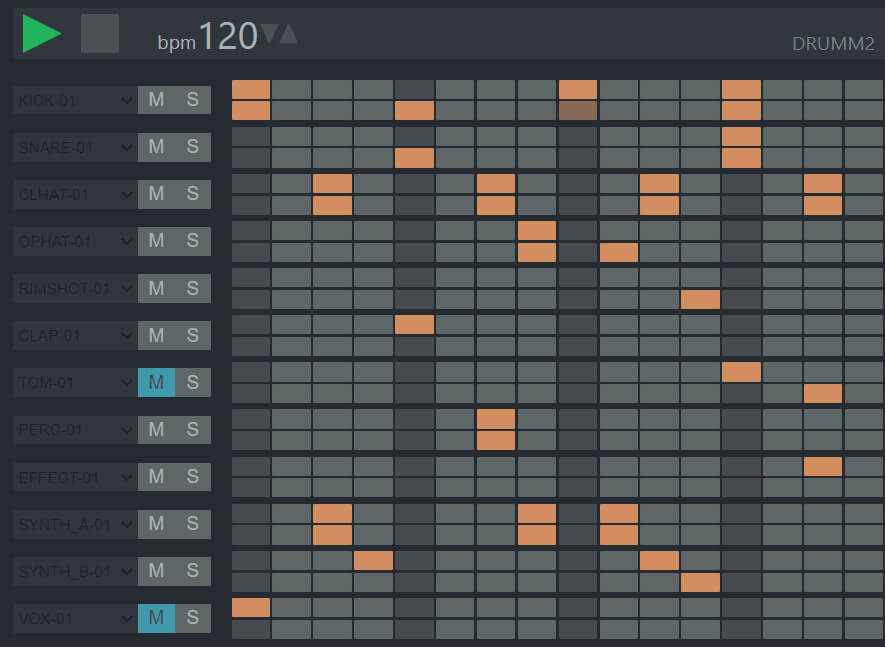 bpm 120
DRUMM2
KICK-01 M S
SNARE-01 M S
CLHAT-01 M S
OPHAT-01 M S
RIMSHOT-01 M S
CLAP-01 M S
TOM-01 M S
PERC-01 M S
EFFECT-01 M S
SYNTH_A-01 M S
SYNTH_B-01 M S
VOX-01 M S